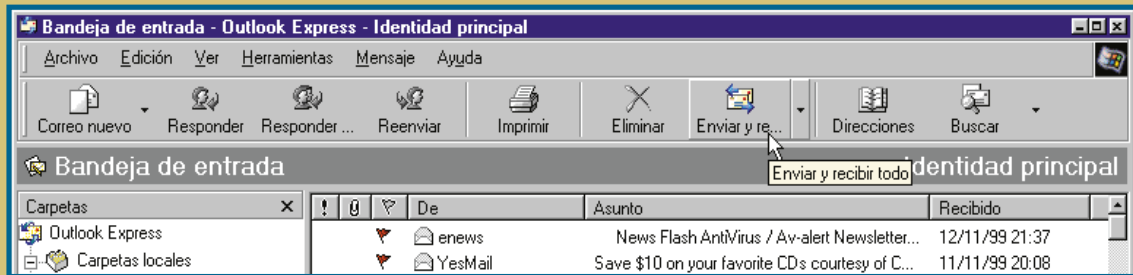 Bandeja de entrada - Outlook Express - Identidad principal
Archivo Edición Ver Herramientas Mensaje Ayuda
Correo nuevo Responder Responder ... Reenviar Imprimir Eliminar Enviar y re... Direcciones Buscar
Bandeja de entrada dentidad principal
Enviar y recibir todo
Carpetas ! De Asunto Recibido
Outlook Express enews News Flash AntiVirus / Av-alert Newsletter... 12/11/99 21:37
Carpetas locales YesMail Save $10 on your favorite CDs courtesy of C... 11/11/99 20:08